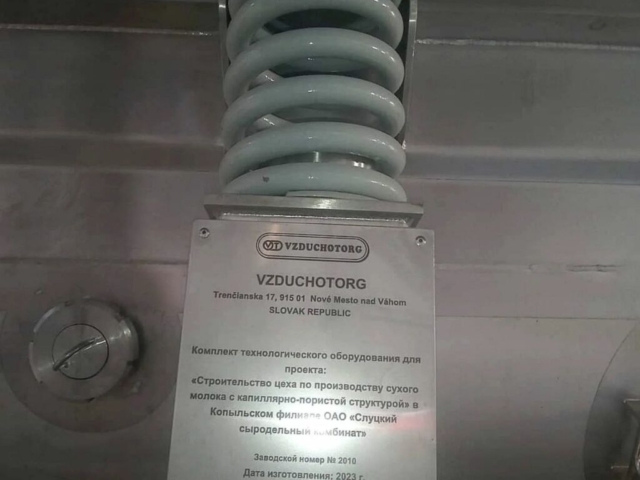 VZDUCHOTORG
VZDUCHOTORG
Trenčianska 17, 915 01 Nové Mesto nad Váhom
SLOVAK REPUBLIC
Комплект технологического оборудования для
проекта:
«Строительство цеха по производству сухого
молока с капиллярно-пористой структурой» в
Копыльском филиале ОАО «Слуцкий
сыродельный комбинат»
Заводской номер № 2010
Дата изготовления: 2023 г.